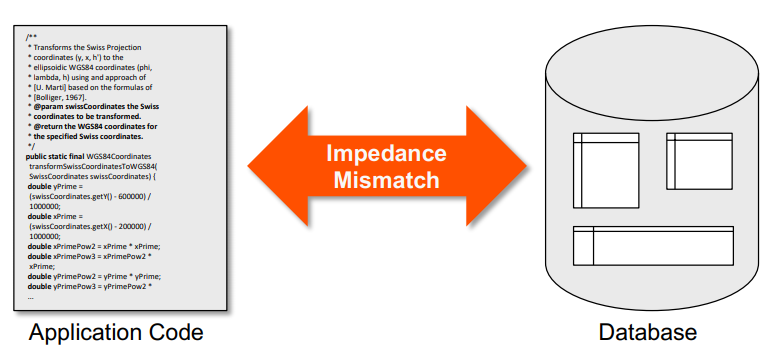 /**
* Transforms the Swiss Projection
coordinates (y, x, h') to the
* ellipsoidic WGS84 coordinates (phi,
* lambda, h) using and approach of
* [U. Marti] based on the formulas of
* [Bolliger, 1967].
* @param swissCoordinates the Swiss
coordinates to be transformed.
* @return the WGS84 coordinates for
the specified Swiss coordinates.
*/
public static final WGS84Coordinates
transformSwissCoordinatesToWGS84(
SwissCoordinates swissCoordinates) {
double yPrime =
(swissCoordinates.getY() - 600000) /
1000000;
double xPrime =
(swissCoordinates.getX() - 200000) /
1000000;
double xPrimePow2 = xPrime * xPrime;
double xPrimePow3 = xPrimePow2 *
xPrime;
double yPrimePow2 = yPrime * yPrime;
double yPrimePow3 = yPrimePow2 *
...
Application Code
Impedance
Mismatch
Database